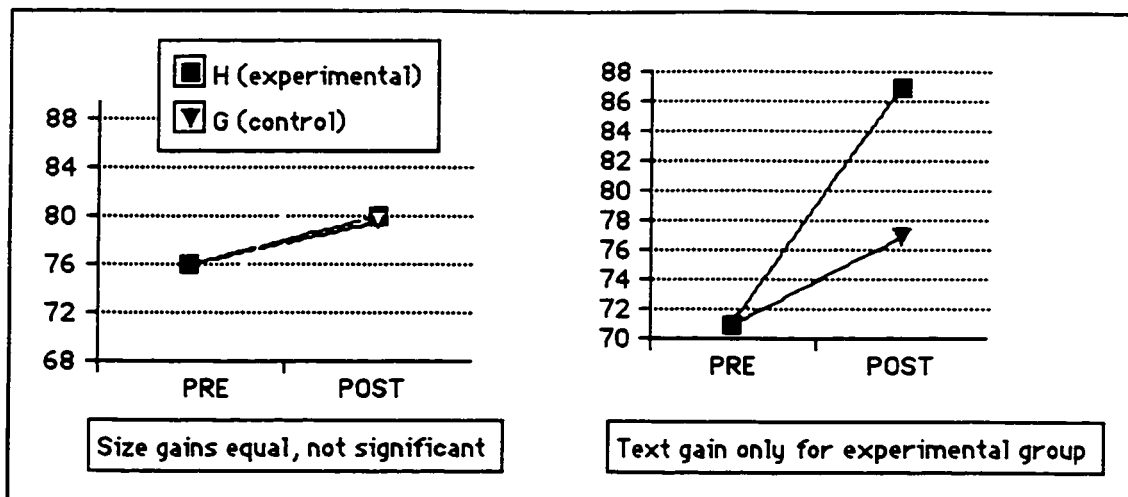 H (experimental)
G (control)
88
84
80
76
72
68
PRE POST
Size gains equal, not significant
88
86
84
82
80
78
76
74
72
70
PRE POST
Text gain only for experimental group